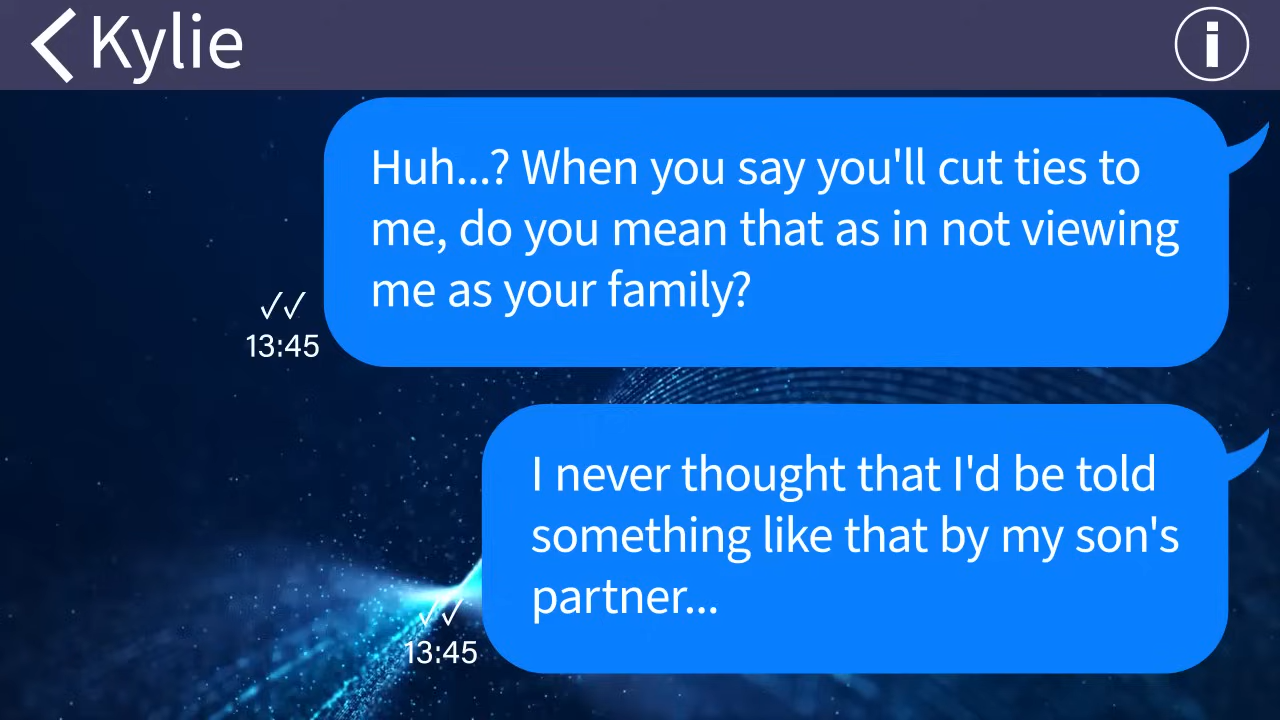 Kylie
Huh...? When you say you'll cut ties to
me, do you mean that as in not viewing
me as your family?
13:45
I never thought that I'd be told
something like that by my son's
partner...
13:45